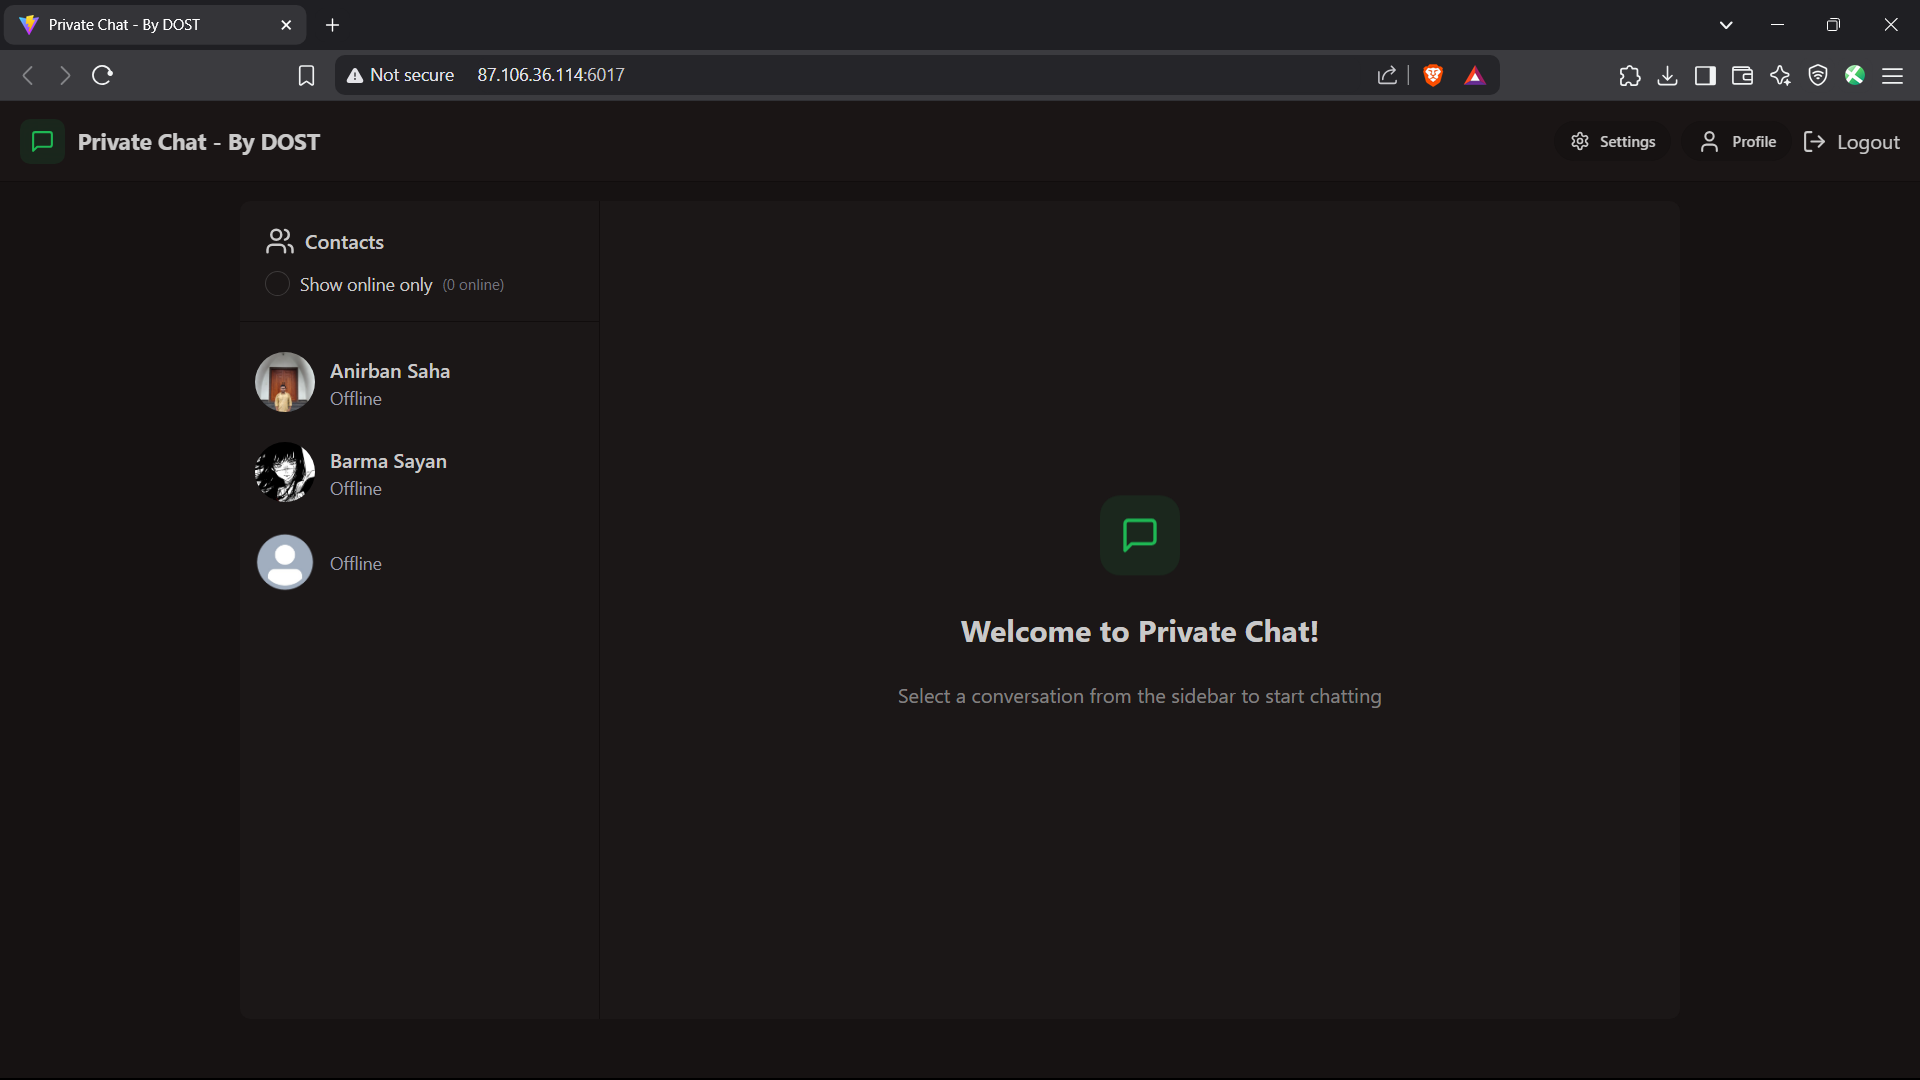 Private Chat - By DOST
Not secure 87.106.36.114:6017
Private Chat - By DOST
Settings
Profile
Logout
Contacts
Show online only (0 online)
Anirban Saha
Offline
Barma Sayan
Offline
Offline
Welcome to Private Chat!
Select a conversation from the sidebar to start chatting